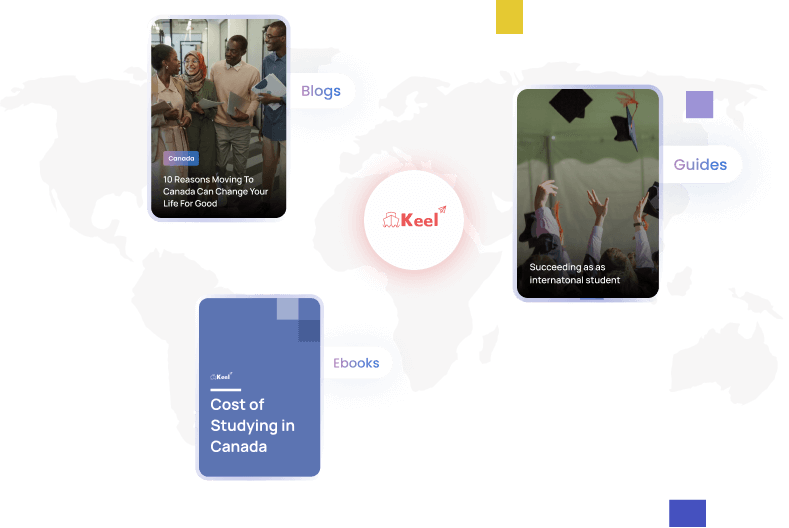 Blogs
Canada
10 Reasons Moving To
Canada Can Change Your
Life For Good
Guides
Keel
Succeeding as as
internatonal student
Ebooks
Keel
Cost of
Studying in
Canada